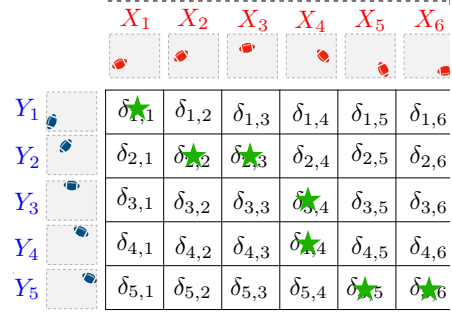 X₁ X₂ X₃ X₄ X₅ X₆
Y₁ δ₁,₁ δ₁,₂ δ₁,₃ δ₁,₄ δ₁,₅ δ₁,₆
Y₂ δ₂,₁ δ₂,₂ δ₂,₃ δ₂,₄ δ₂,₅ δ₂,₆
Y₃ δ₃,₁ δ₃,₂ δ₃,₃ δ₃,₄ δ₃,₅ δ₃,₆
Y₄ δ₄,₁ δ₄,₂ δ₄,₃ δ₄,₄ δ₄,₅ δ₄,₆
Y₅ δ₅,₁ δ₅,₂ δ₅,₃ δ₅,₄ δ₅,₅ δ₅,₆